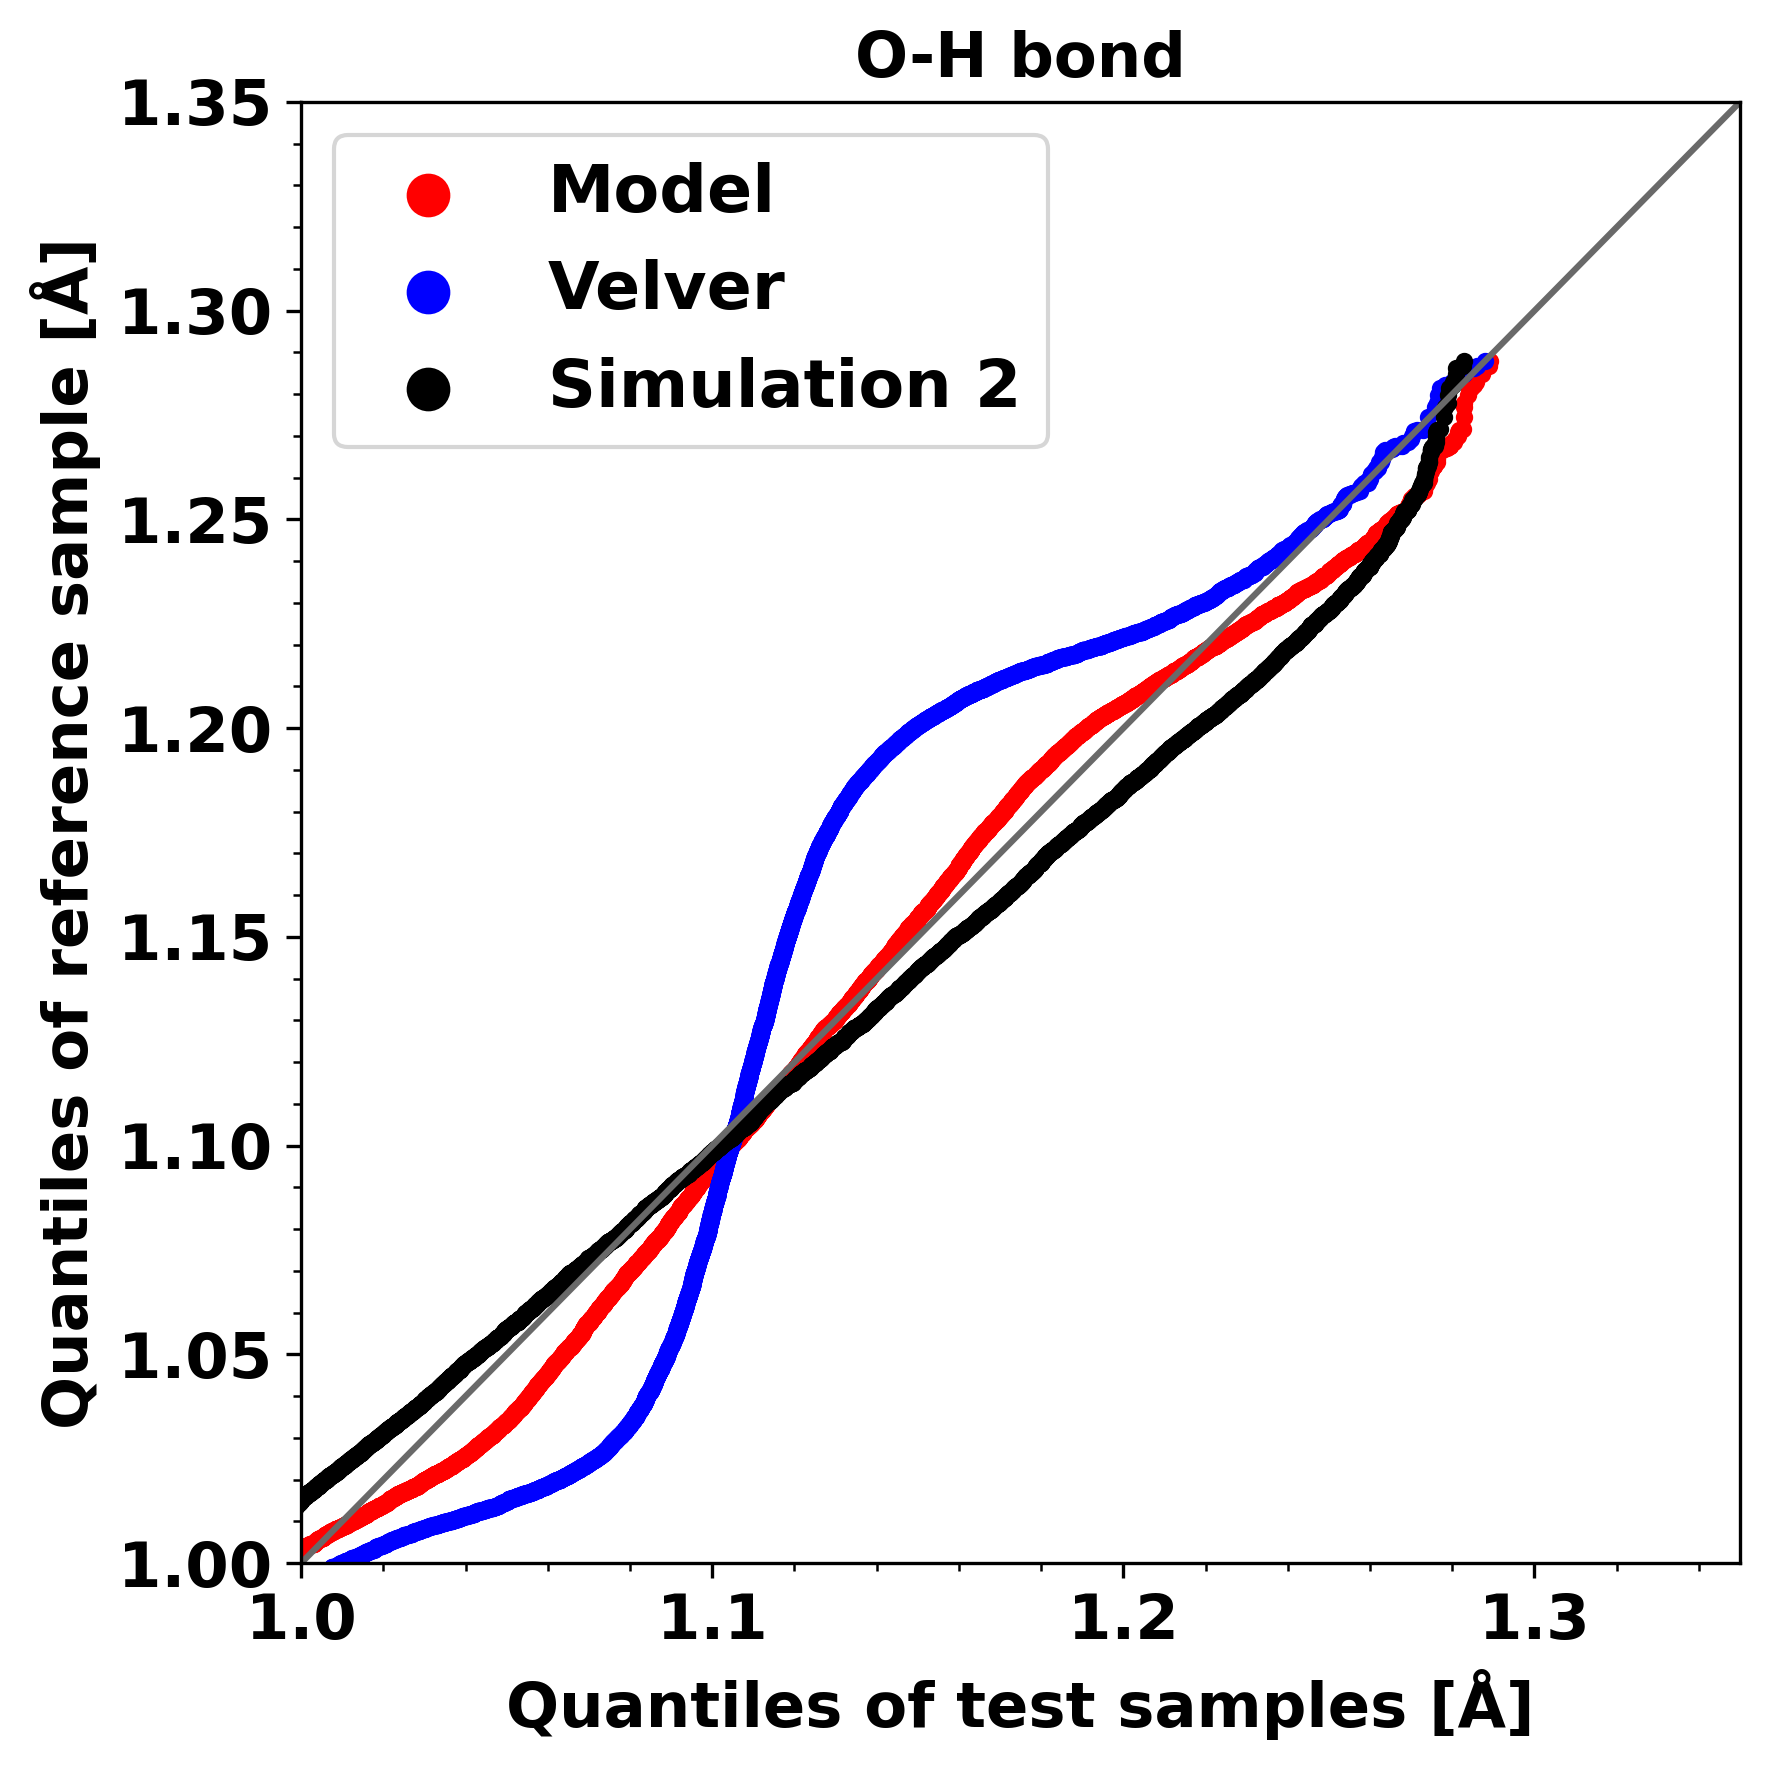 O-H bond
1.35
1.30
1.25
1.20
1.15
1.10
1.05
1.00
Quantiles of reference sample [Å]
Model
Velver
Simulation 2
1.0 1.1 1.2 1.3
Quantiles of test samples [Å]